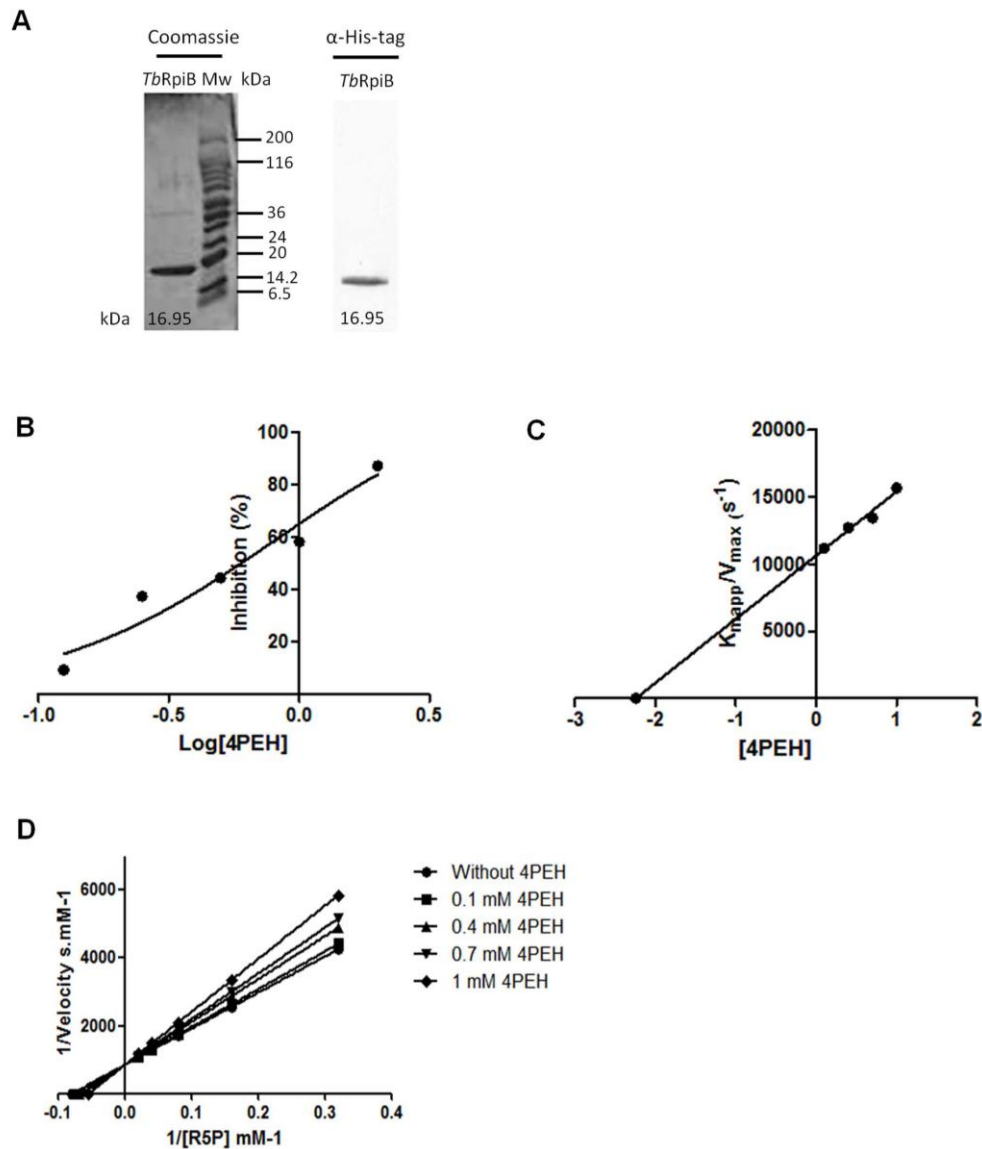 A
Coomassie
α-His-tag
TbRpiB Mw kDa
TbRpiB
200
116
36
24
20
14.2
6.5
kDa 16.95
16.95
B
100
80
60
40
20
Inhibition (%)
-1.0 -0.5 0.0 0.5
Log[4PEH]
C
20000
15000
10000
5000
Kmapp/Vmax (s-1)
-3 -2 -1 0 1 2
[4PEH]
D
6000
4000
2000
1/Velocity s.mM-1
-0.1 0.0 0.1 0.2 0.3 0.4
1/[R5P] mM-1
Without 4PEH
0.1 mM 4PEH
0.4 mM 4PEH
0.7 mM 4PEH
1 mM 4PEH